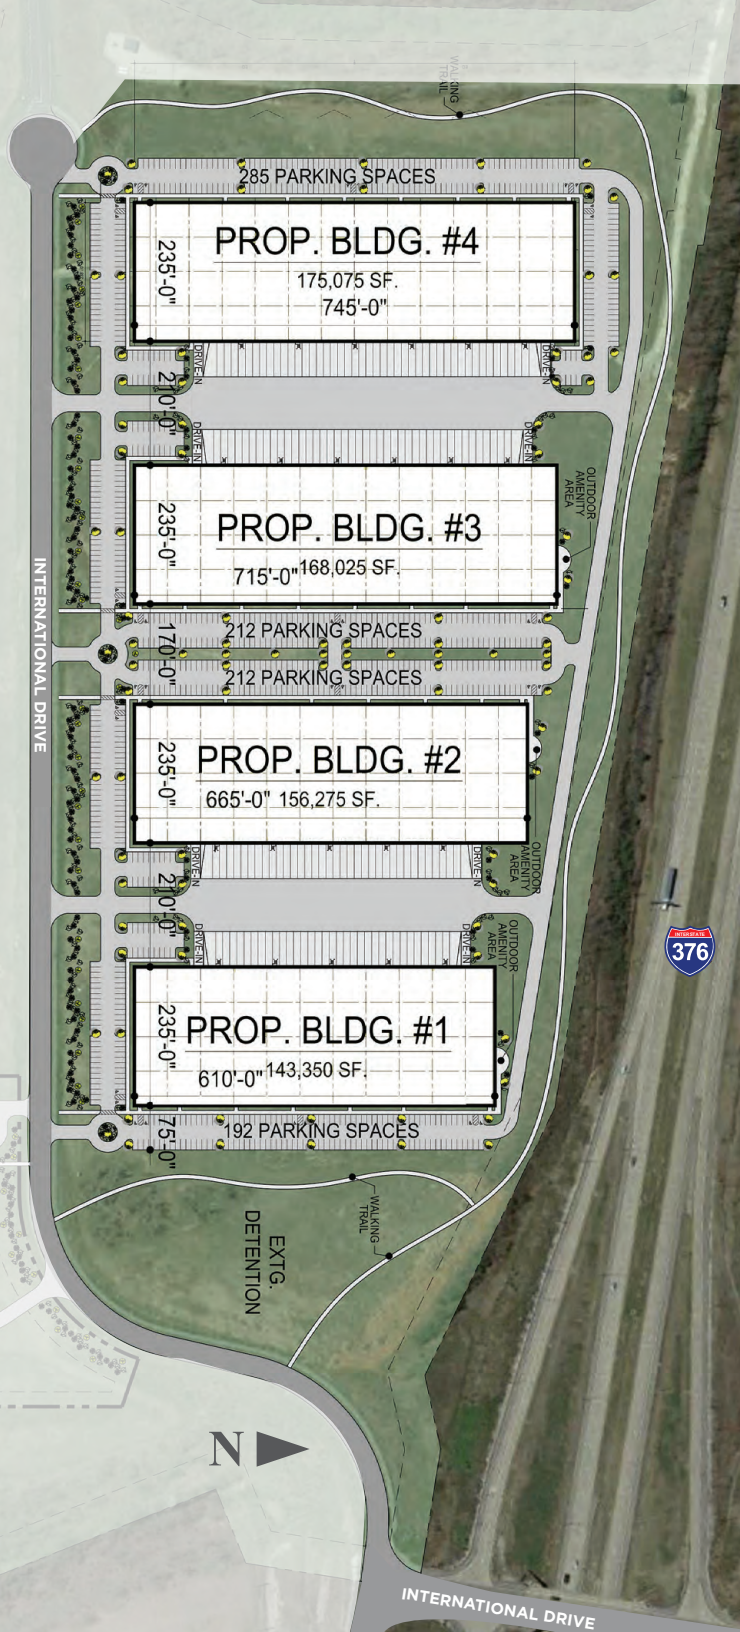 WALKING
TRAIL
285 PARKING SPACES
PROP. BLDG. #4
235'-0"
175,075 SF.
745'-0"
DRIVE-IN
DRIVE-IN
210'-0"
DRIVE-IN
DRIVE-IN
OUTDOOR
AMENITY
AREA
235'-0"
PROP. BLDG. #3
715'-0" 168,025 SF.
INTERNATIONAL DRIVE
212 PARKING SPACES
170'-0"
212 PARKING SPACES
235'-0"
PROP. BLDG. #2
665'-0" 156,275 SF.
DRIVE-IN
DRIVE-IN
OUTDOOR
AMENITY
AREA
210'-0"
DRIVE-IN
DRIVE-IN
OUTDOOR
AMENITY
AREA
INTERSTATE
376
235'-0"
PROP. BLDG. #1
610'-0" 143,350 SF.
192 PARKING SPACES
75'-0"
WALKING
TRAIL
EXTG.
DETENTION
N
INTERNATIONAL DRIVE